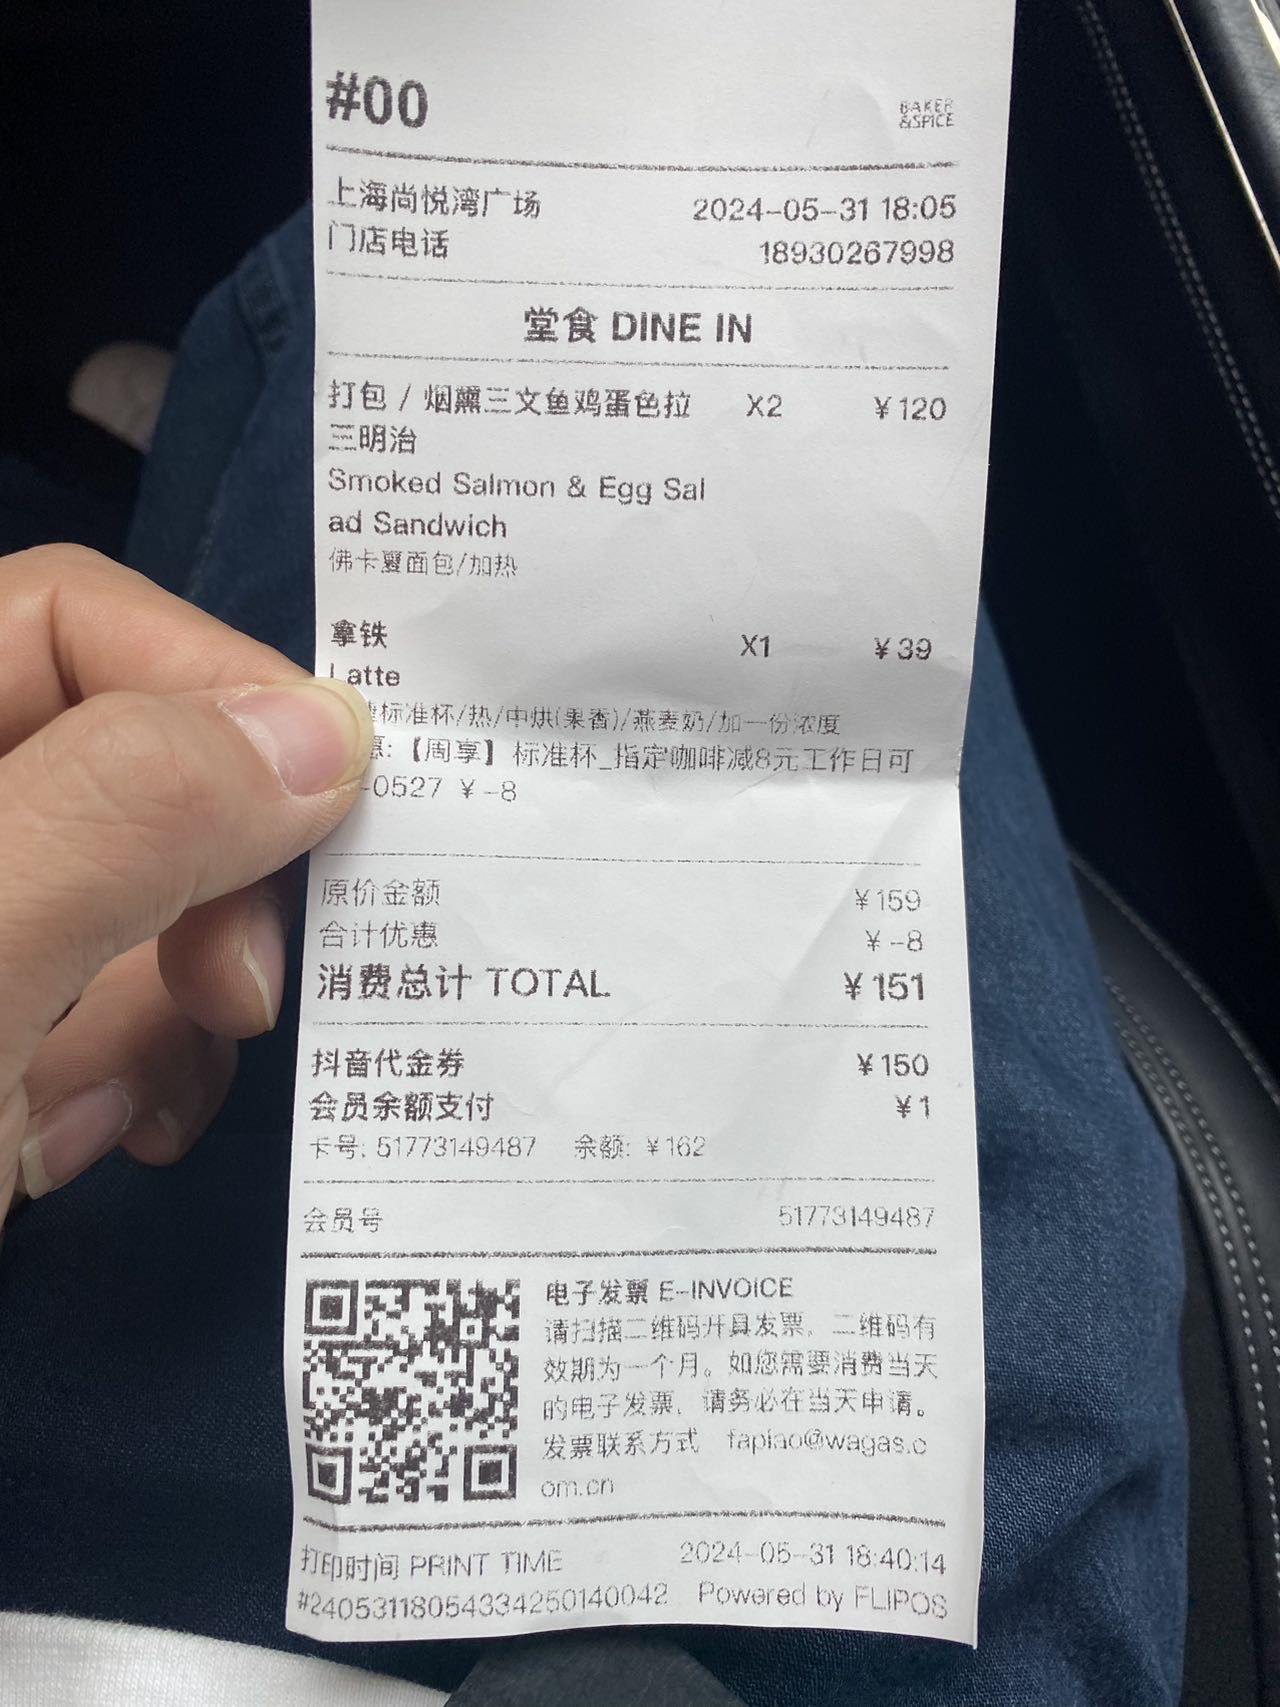 #00
BAKER
&SPICE
上海尚悦湾广场 2024-05-31 18:05
门店电话 18930267998
堂食 DINE IN
打包 / 烟熏三文鱼鸡蛋色拉 X2 ¥120
三明治
Smoked Salmon & Egg Sal
ad Sandwich
佛卡夏面包/加热
拿铁 X1 ¥39
Latte
标准杯/热/中烘(果香)/燕麦奶/加一份浓度
惠:【周享】标准杯_指定咖啡减8元工作日可
-0527 ¥-8
原价金额 ¥159
合计优惠 ¥-8
消费总计 TOTAL ¥151
抖音代金券 ¥150
会员余额支付 ¥1
卡号: 51773149487 余额: ¥162
会员号 51773149487
电子发票 E-INVOICE
请扫描二维码开具发票，二维码有
效期为一个月。如您需要消费当天
的电子发票，请务必在当天申请。
发票联系方式 fapiao@wagas.c
om.cn
打印时间 PRINT TIME 2024-05-31 18:40:14
#24053118054334250140042 Powered by FLIPOS